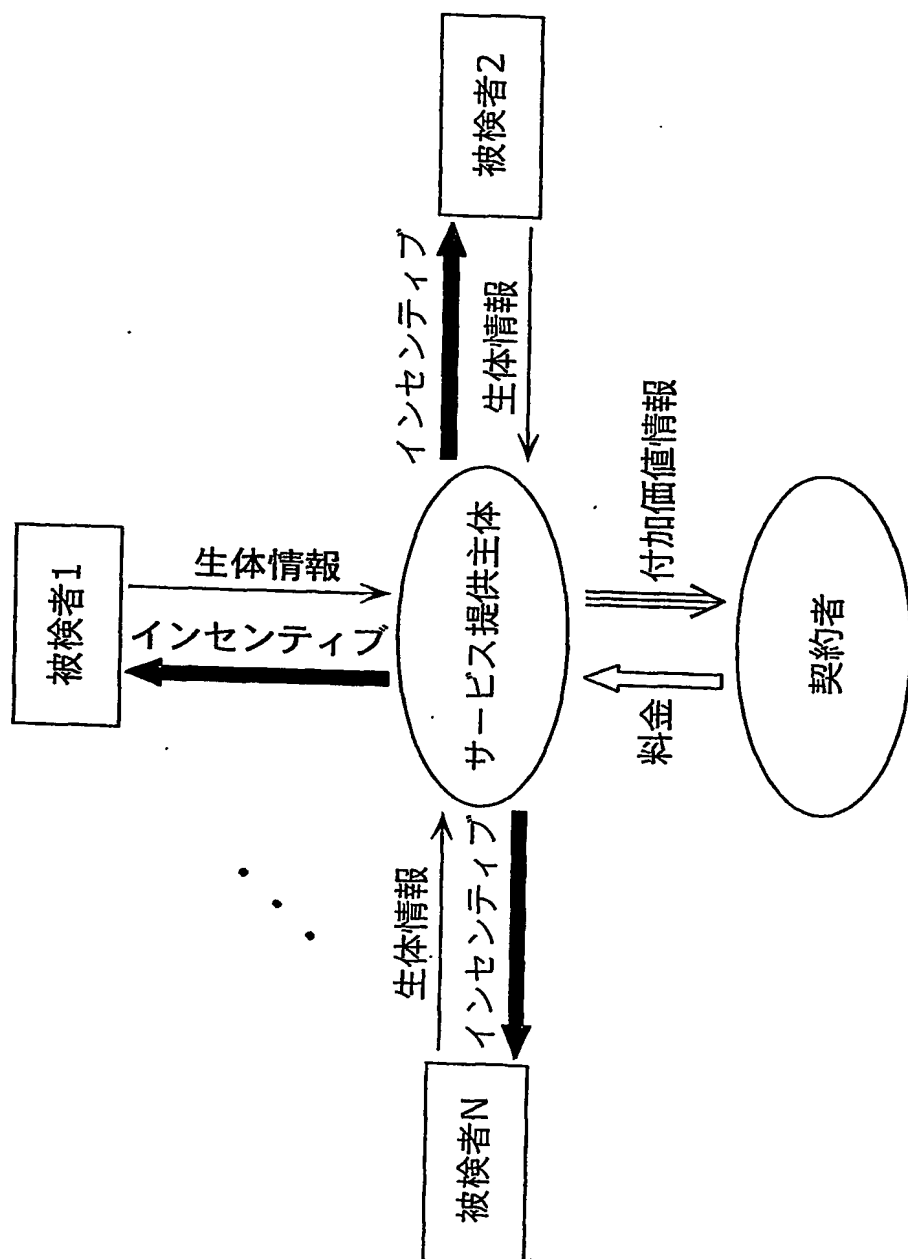 被検者1
生体情報
インセンティブ
被検者2
インセンティブ
生体情報
サービス提供主体
生体情報
インセンティブ
被検者N
付加価値情報
料金
契約者